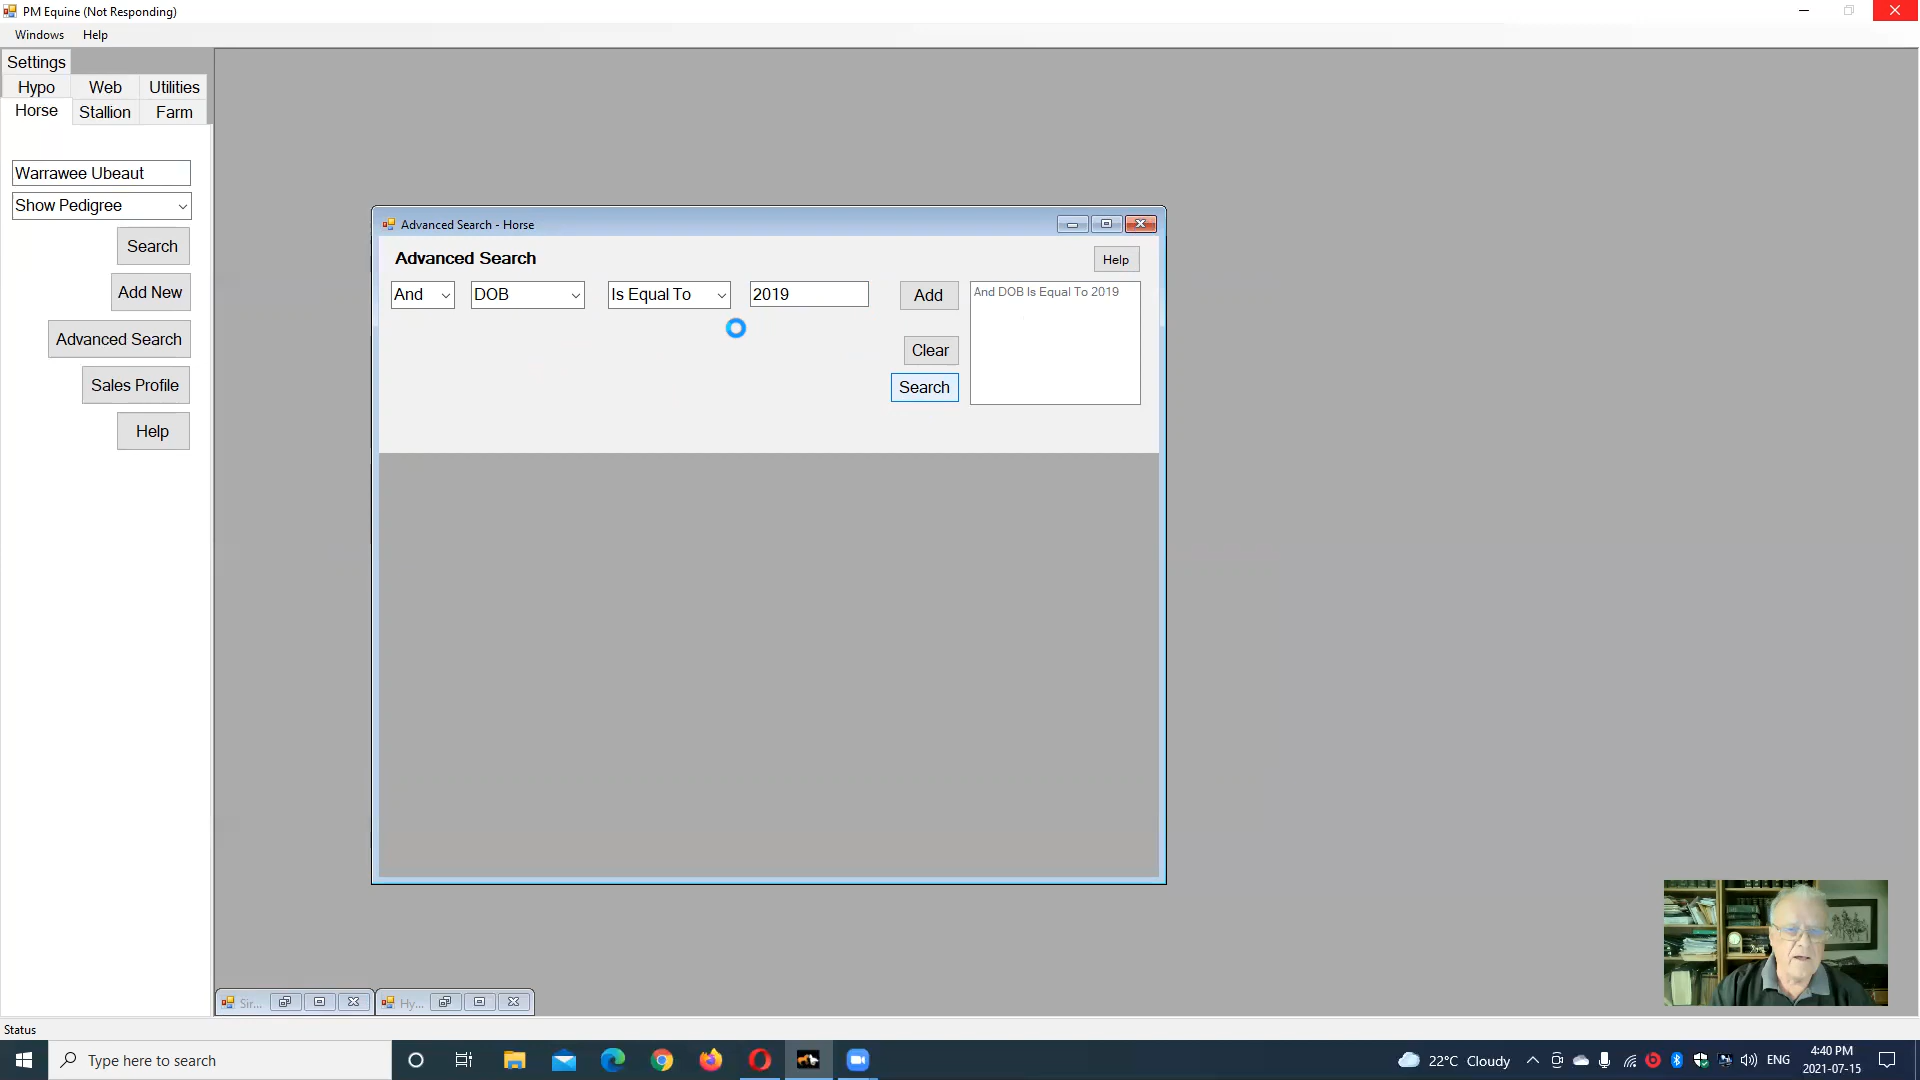 PM Equine (Not Responding)
Windows Help
Settings
Hypo Web Utilities
Horse Stallion Farm
Warrawee Ubeaut
Show Pedigree
Search
Add New
Advanced Search
Sales Profile
Help
Advanced Search - Horse
Advanced Search
Help
And DOB Is Equal To 2019 Add
And DOB Is Equal To 2019
Clear
Search
Sir... Hy...
Status
Type here to search
22°C Cloudy
ENG
4:40 PM
2021-07-15